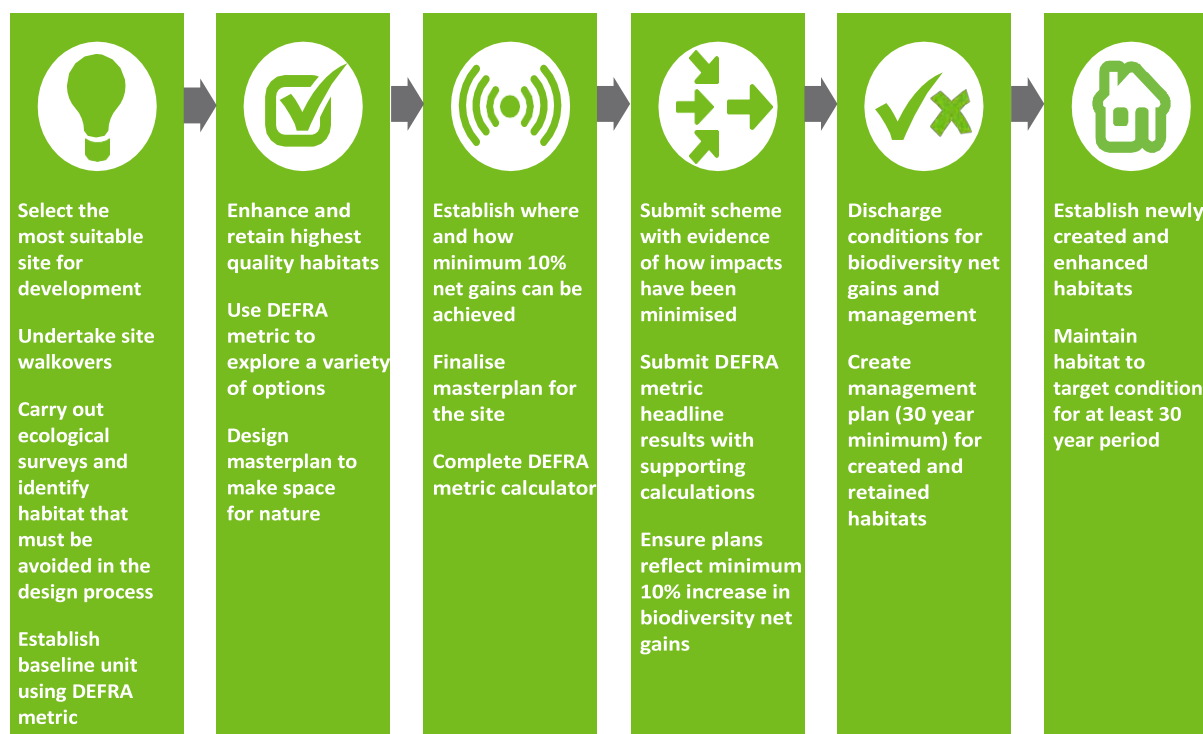 Select the
most suitable
site for
development
Undertake site
walkovers
Carry out
ecological
surveys and
identify
habitat that
must be
avoided in the
design process
Establish
baseline unit
using DEFRA
metric
Enhance and
retain highest
quality habitats
Use DEFRA
metric to
explore a variety
of options
Design
masterplan to
make space
for nature
Establish where
and how
minimum 10%
net gains can be
achieved
Finalise
masterplan for
the site
Complete DEFRA
metric calculator
Submit scheme
with evidence
of how impacts
have been
minimised
Submit DEFRA
metric
headline
results with
supporting
calculations
Ensure plans
reflect minimum
10% increase in
biodiversity net
gains
Discharge
conditions for
biodiversity net
gains and
management
Create
management
plan (30 year
minimum) for
created and
retained
habitats
Establish newly
created and
enhanced
habitats
Maintain
habitat to
target condition
for at least 30
year period